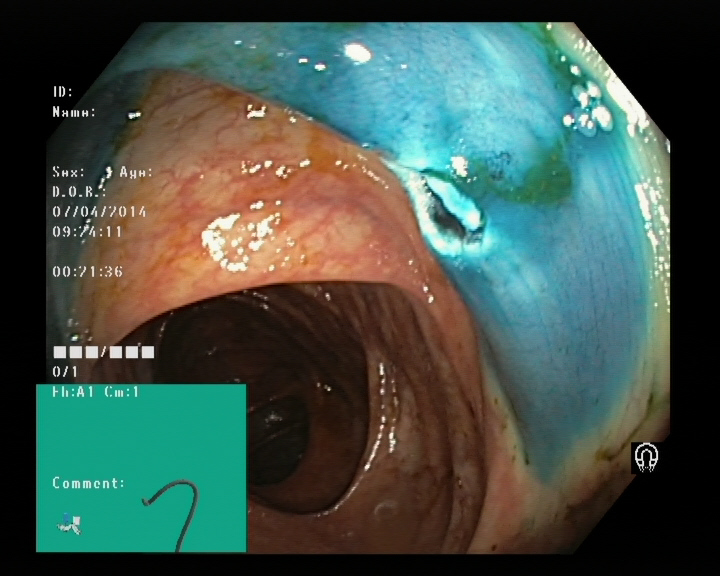 ID:
Name:
Sex: Age:
D.O.B.:
07/04/2014
09:24:11
00:21:36
■■■/■■■
0/1
Eh:A1 Cm:1
Comment: